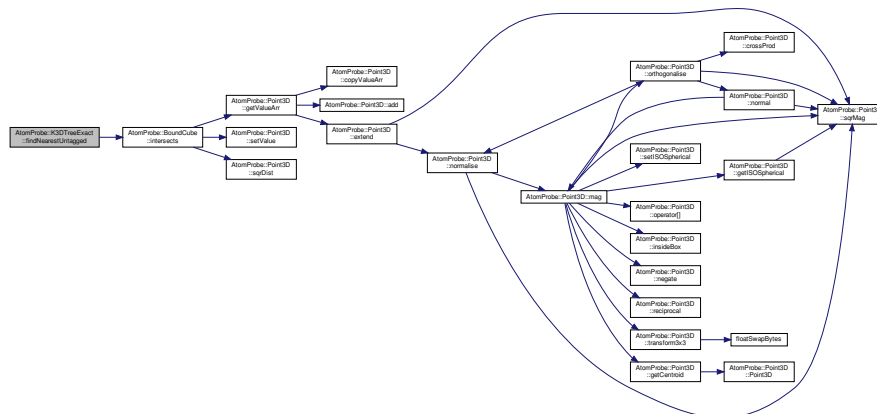 AtomProbe::K3DTreeExact
::findNearestUntagged
AtomProbe::BoundCube
::intersects
AtomProbe::Point3D
::getValueArr
AtomProbe::Point3D
::setValue
AtomProbe::Point3D
::sqrDist
AtomProbe::Point3D
::copyValueArr
AtomProbe::Point3D::add
AtomProbe::Point3D
::extend
AtomProbe::Point3D
::normalise
AtomProbe::Point3D::mag
AtomProbe::Point3D
::orthogonalise
AtomProbe::Point3D
::setISOSpherical
AtomProbe::Point3D
::operator[]
AtomProbe::Point3D
::insideBox
AtomProbe::Point3D
::negate
AtomProbe::Point3D
::reciprocal
AtomProbe::Point3D
::transform3x3
AtomProbe::Point3D
::getCentroid
AtomProbe::Point3D
::crossProd
AtomProbe::Point3D
::normal
AtomProbe::Point3D
::getISOSpherical
floatSwapBytes
AtomProbe::Point3D
::Point3D
AtomProbe::Point3D
::sqrMag